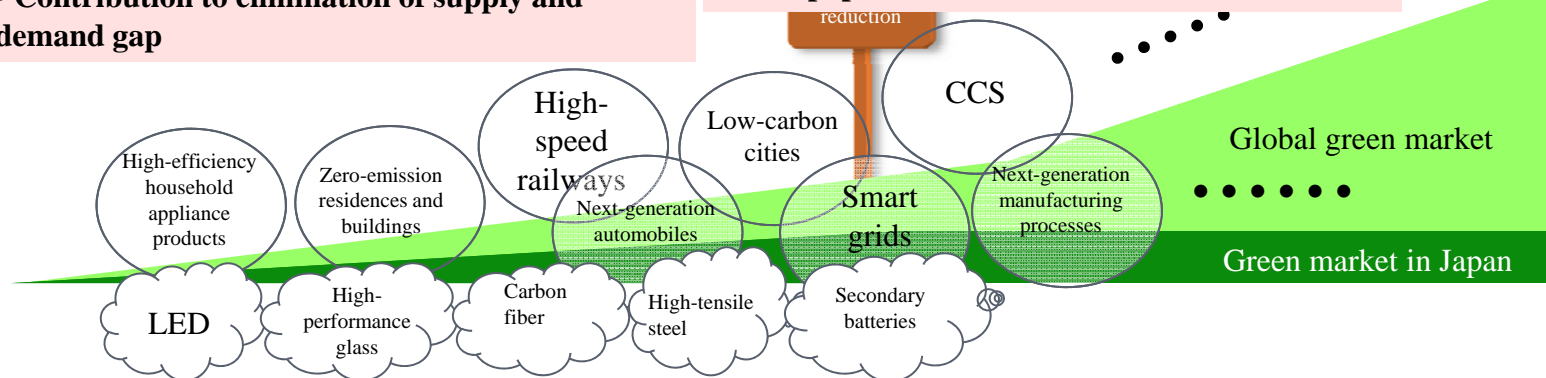 demand gap
reduction
CCS
High-
speed
railways
Low-carbon
cities
Global green market
High-efficiency
household
appliance
products
Zero-emission
residences and
buildings
Next-generation
automobiles
Smart
grids
Next-generation
manufacturing
processes
Green market in Japan
LED
High-
performance
glass
Carbon
fiber
High-tensile
steel
Secondary
batteries